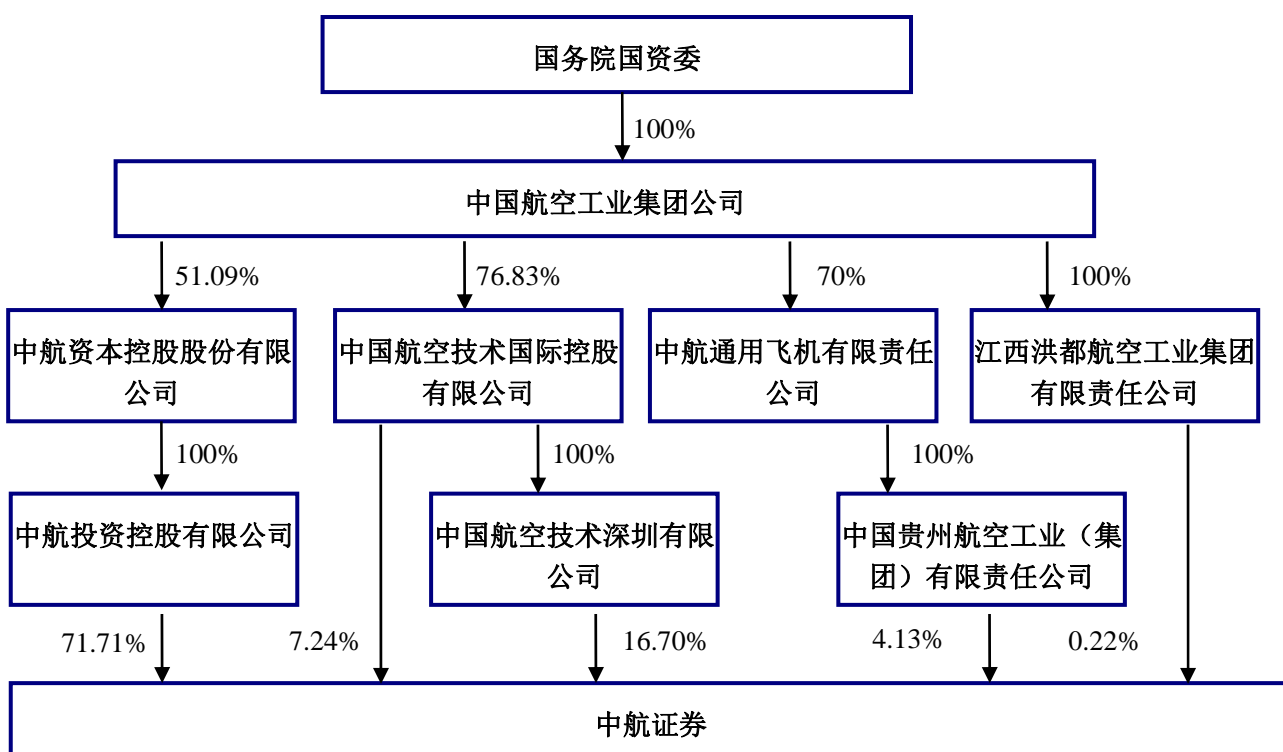 国务院国资委
100%
中国航空工业集团公司
51.09%
76.83%
70%
100%
中航资本控股股份有限
公司
中国航空技术国际控股
有限公司
中航通用飞机有限责任
公司
江西洪都航空工业集团
有限责任公司
100%
100%
100%
中航投资控股有限公司
中国航空技术深圳有限
公司
中国贵州航空工业（集
团）有限责任公司
71.71%
7.24%
16.70%
4.13%
0.22%
中航证券